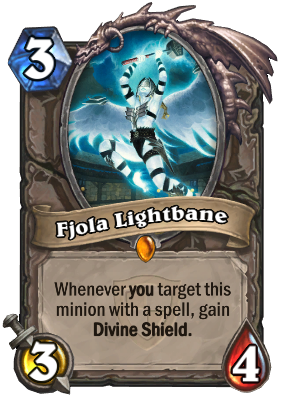 3
Fjola Lightbane
Whenever you target this
minion with a spell, gain
Divine Shield.
3
4